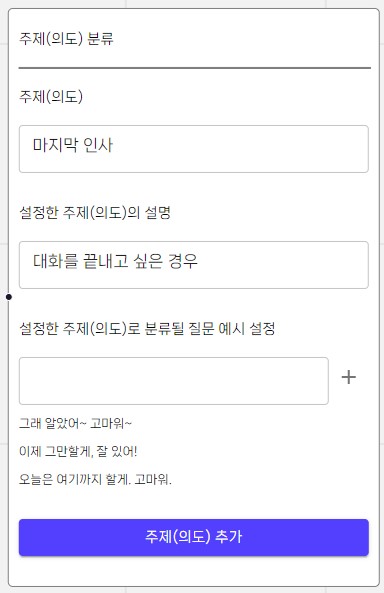 주제(의도) 분류
주제(의도)
마지막 인사
설정한 주제(의도)의 설명
대화를 끝내고 싶은 경우
설정한 주제(의도)로 분류될 질문 예시 설정
+
그래 알았어~ 고마워~
이제 그만할게, 잘 있어!
오늘은 여기까지 할게. 고마워.
주제(의도) 추가